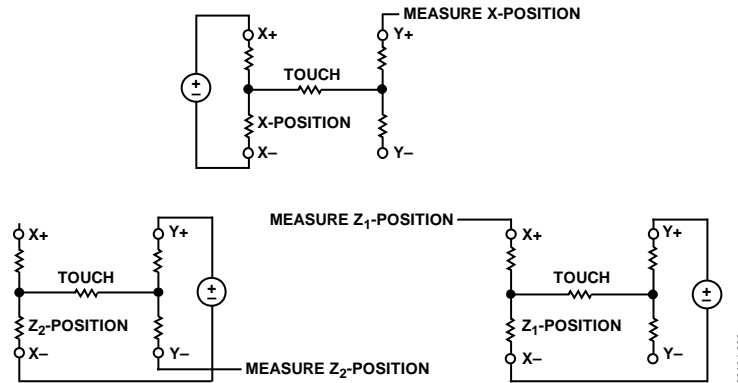 MEASURE X-POSITION
X+
Y+
TOUCH
+
−
X-POSITION
X–
Y–
X+
Y+
TOUCH
+
−
Z2-POSITION
X–
Y–
MEASURE Z2-POSITION
MEASURE Z1-POSITION
X+
Y+
TOUCH
+
−
Z1-POSITION
X–
Y–